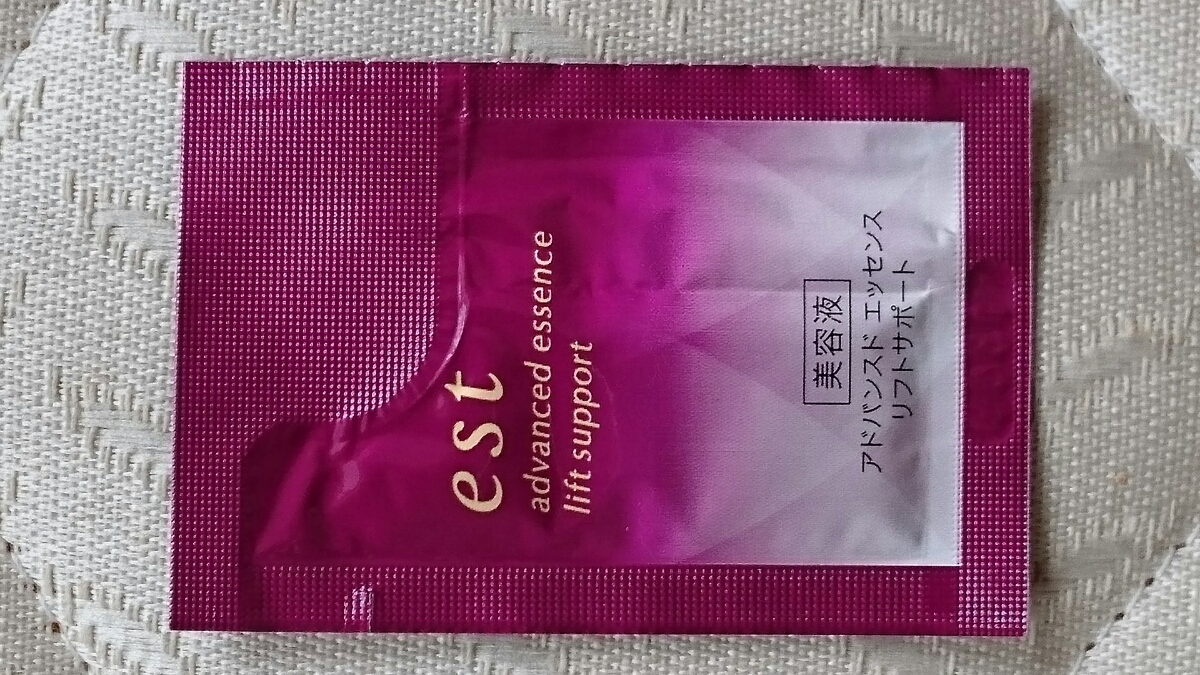 est
advanced essence
lift support
美容液
アドバンスド エッセンス
リフトサポート